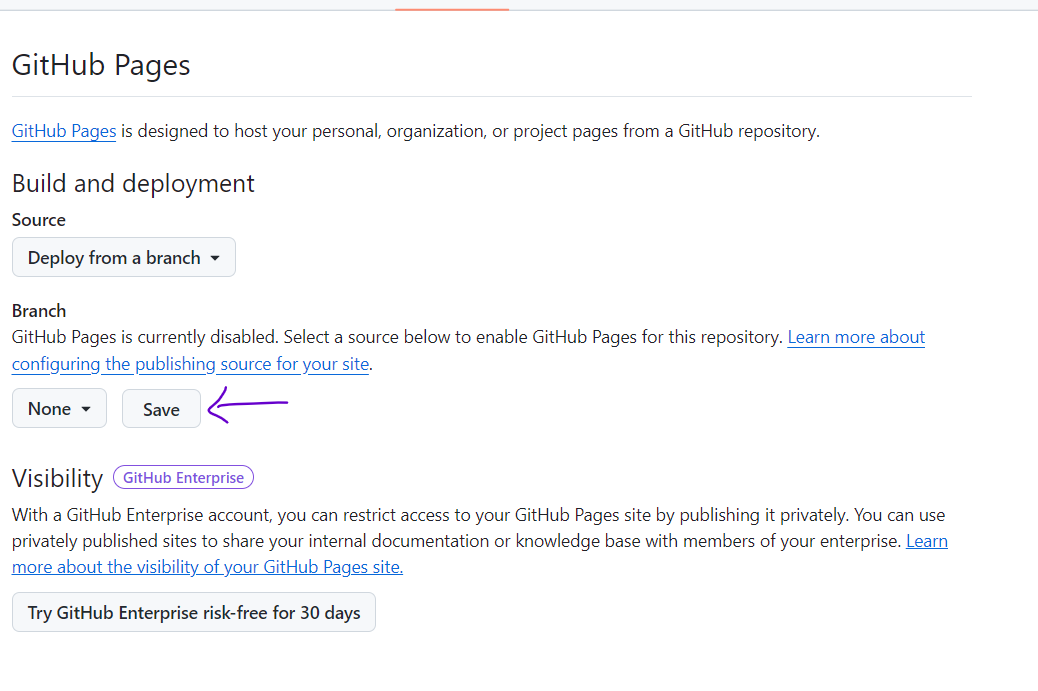 GitHub Pages
GitHub Pages is designed to host your personal, organization, or project pages from a GitHub repository.
Build and deployment
Source
Deploy from a branch
Branch
GitHub Pages is currently disabled. Select a source below to enable GitHub Pages for this repository. Learn more about
configuring the publishing source for your site.
None
Save
Visibility GitHub Enterprise
With a GitHub Enterprise account, you can restrict access to your GitHub Pages site by publishing it privately. You can use
privately published sites to share your internal documentation or knowledge base with members of your enterprise. Learn
more about the visibility of your GitHub Pages site.
Try GitHub Enterprise risk-free for 30 days